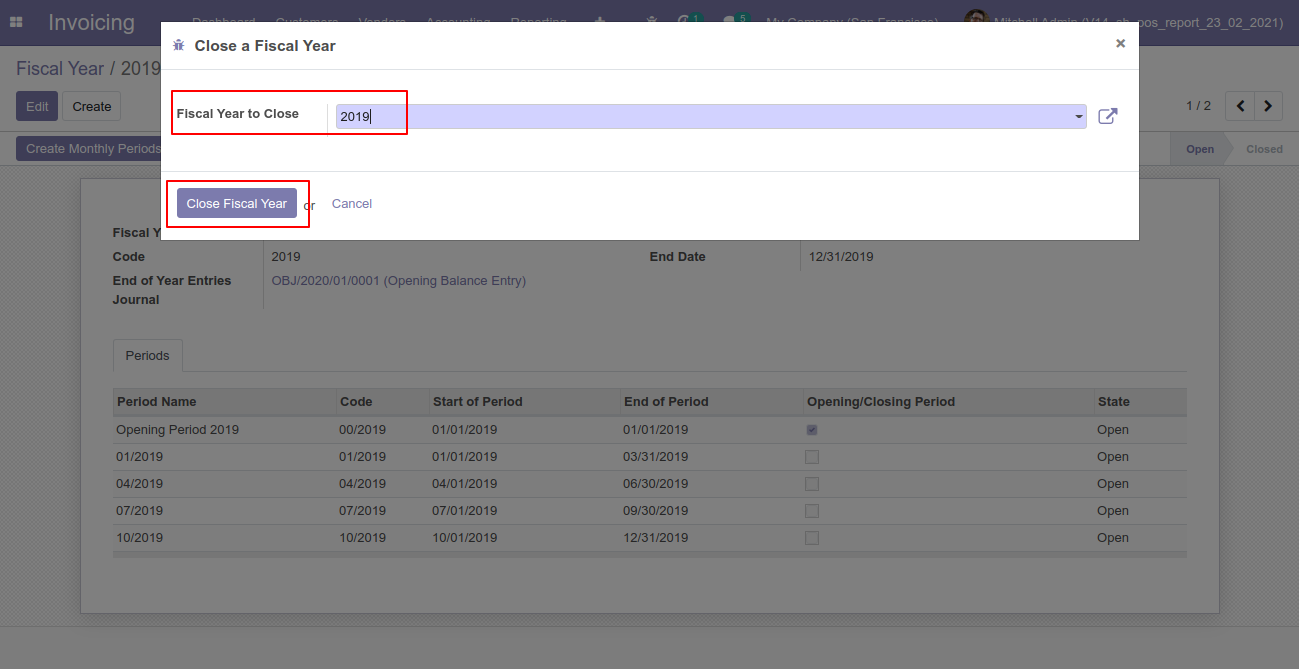 Invoicing
Dashboard Customers Vendors Accounting Reporting 1 5 My Company (San Francisco) Mitchell Admin (V14_sh_pos_report_23_02_2021)
Close a Fiscal Year ×
Fiscal Year / 2019
Edit Create
1 / 2
Fiscal Year to Close 2019
Create Monthly Periods
Open Closed
Close Fiscal Year or Cancel
Fiscal Y
Code 2019 End Date 12/31/2019
End of Year Entries Journal OBJ/2020/01/0001 (Opening Balance Entry)
Periods
Period Name Code Start of Period End of Period Opening/Closing Period State
Opening Period 2019 00/2019 01/01/2019 01/01/2019 Open
01/2019 01/2019 01/01/2019 03/31/2019 Open
04/2019 04/2019 04/01/2019 06/30/2019 Open
07/2019 07/2019 07/01/2019 09/30/2019 Open
10/2019 10/2019 10/01/2019 12/31/2019 Open